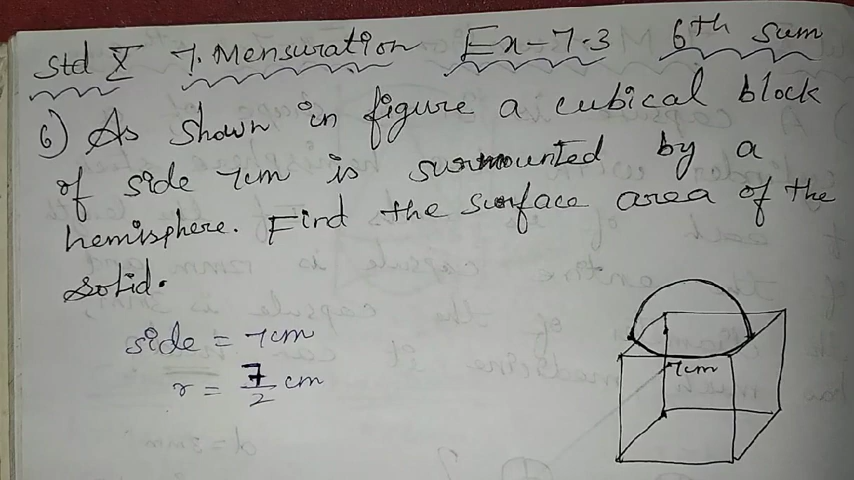 Std X 7. Mensuration Ex-7.3 6th sum
6) As shown in figure a cubical block
of side 7cm is surmounted by a
hemisphere. Find the surface area of the
solid.
side = 7cm
r = 7/2 cm
7cm